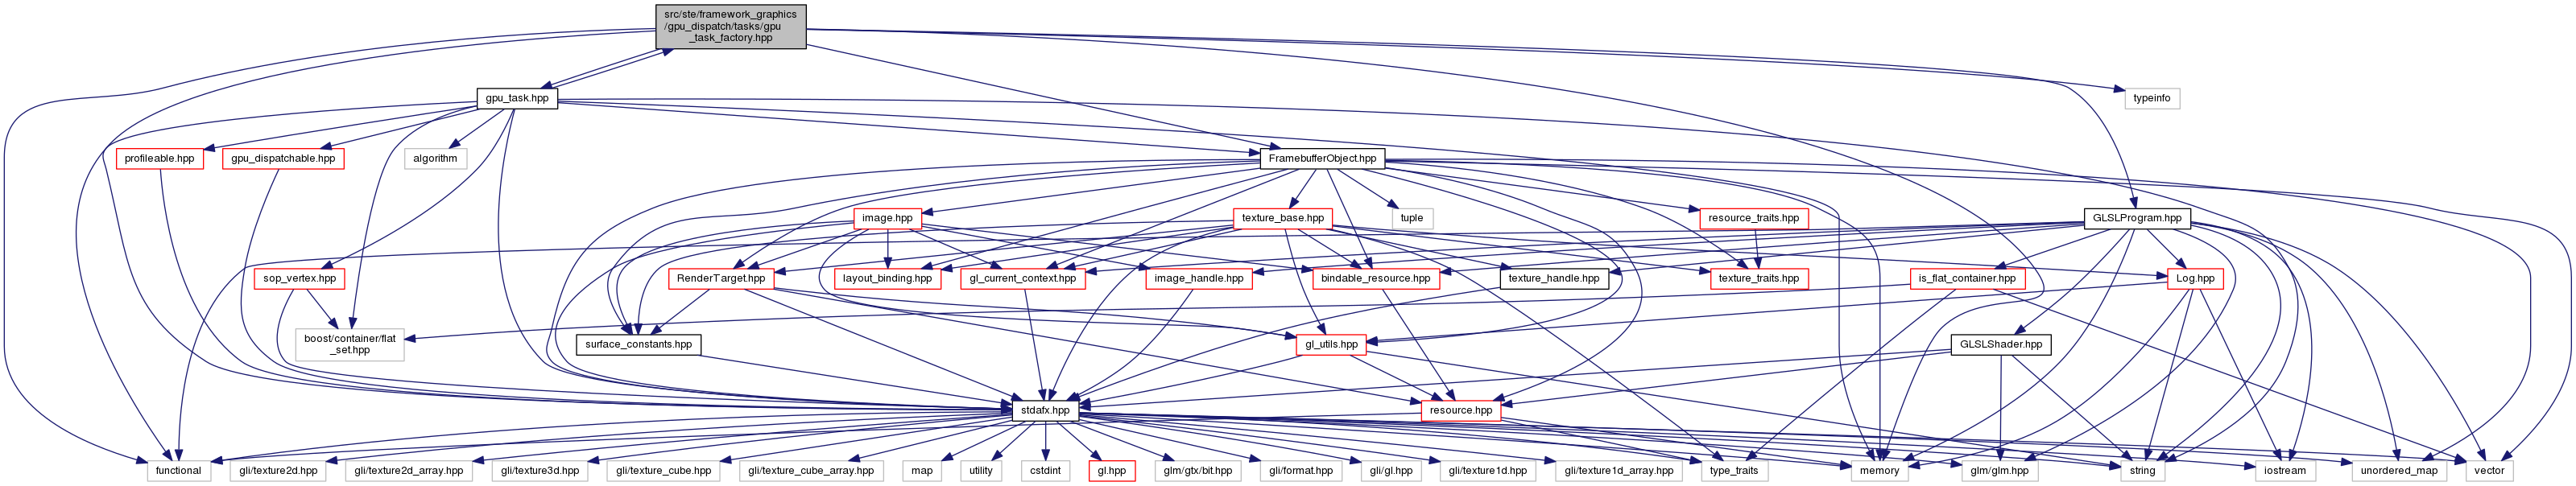 src/ste/framework_graphics
/gpu_dispatch/tasks/gpu
_task_factory.hpp
gpu_task.hpp
typeinfo
profileable.hpp
gpu_dispatchable.hpp
algorithm
FramebufferObject.hpp
image.hpp
texture_base.hpp
tuple
resource_traits.hpp
GLSLProgram.hpp
sop_vertex.hpp
RenderTarget.hpp
layout_binding.hpp
gl_current_context.hpp
image_handle.hpp
bindable_resource.hpp
texture_handle.hpp
texture_traits.hpp
is_flat_container.hpp
Log.hpp
boost/container/flat
_set.hpp
surface_constants.hpp
gl_utils.hpp
GLSLShader.hpp
stdafx.hpp
resource.hpp
functional
gli/texture2d.hpp
gli/texture2d_array.hpp
gli/texture3d.hpp
gli/texture_cube.hpp
gli/texture_cube_array.hpp
map
utility
cstdint
gl.hpp
glm/gtx/bit.hpp
gli/format.hpp
gli/gl.hpp
gli/texture1d.hpp
gli/texture1d_array.hpp
type_traits
memory
glm/glm.hpp
string
iostream
unordered_map
vector